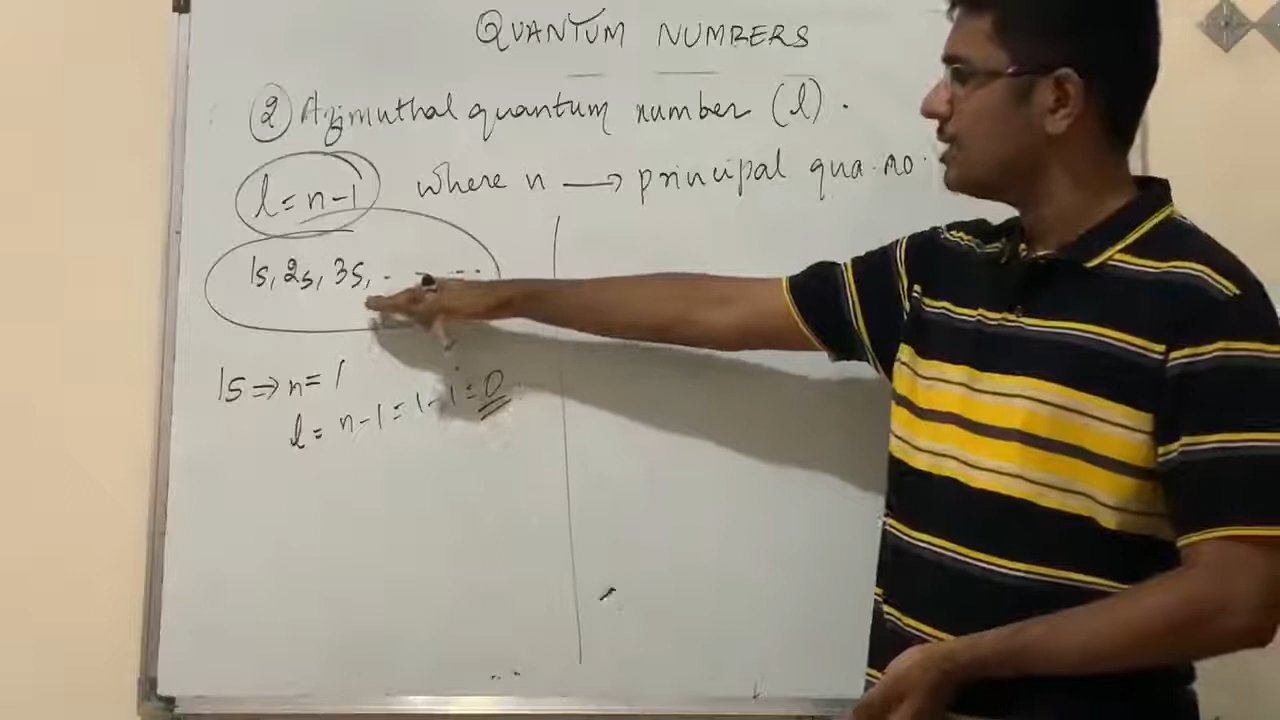 QUANTUM NUMBERS
② Azimuthal quantum number (l).
l = n-1 where n → principal qua. no.
1s, 2s, 3s, - - - -
1s ⇒ n = 1
l = n-1 = 1-1 = 0